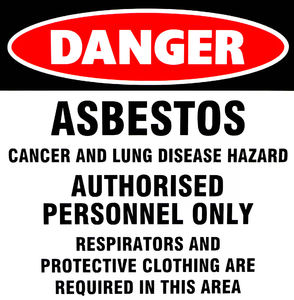 DANGER
ASBESTOS
CANCER AND LUNG DISEASE HAZARD
AUTHORISED
PERSONNEL ONLY
RESPIRATORS AND
PROTECTIVE CLOTHING ARE
REQUIRED IN THIS AREA